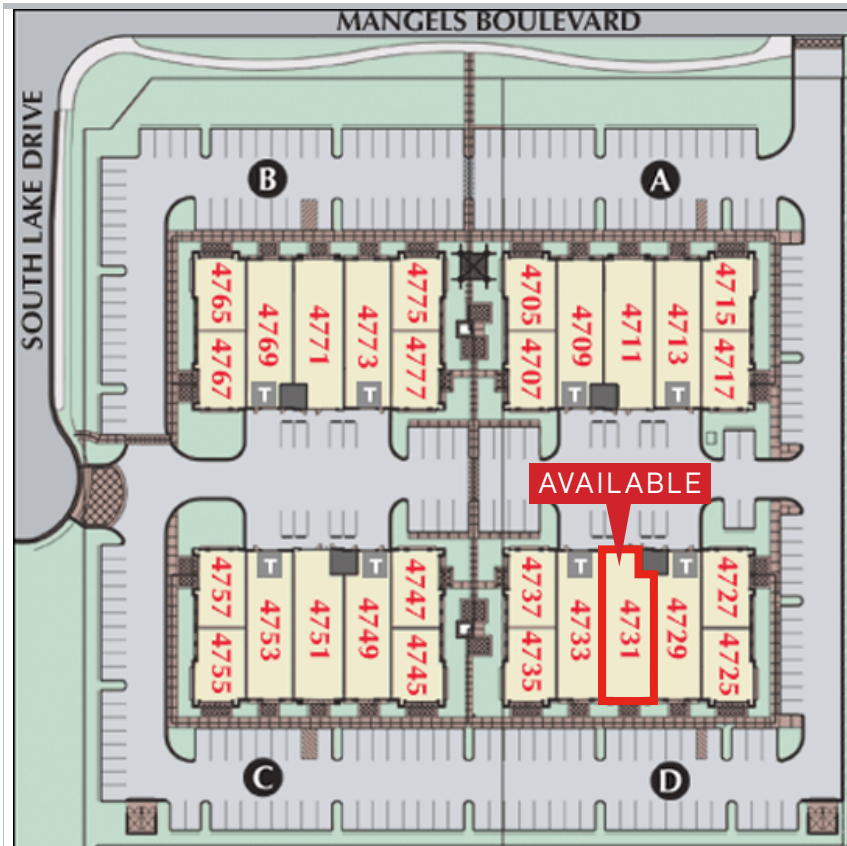 MANGELS BOULEVARD
SOUTH LAKE DRIVE
B
A
4765
4767
4769
4771
4773
4775
4777
T
T
4705
4707
4709
4711
4713
4715
4717
T
T
AVAILABLE
4757
4755
4753
4751
4749
4747
4745
T
T
4737
4735
4733
4731
4729
4727
4725
T
T
C
D